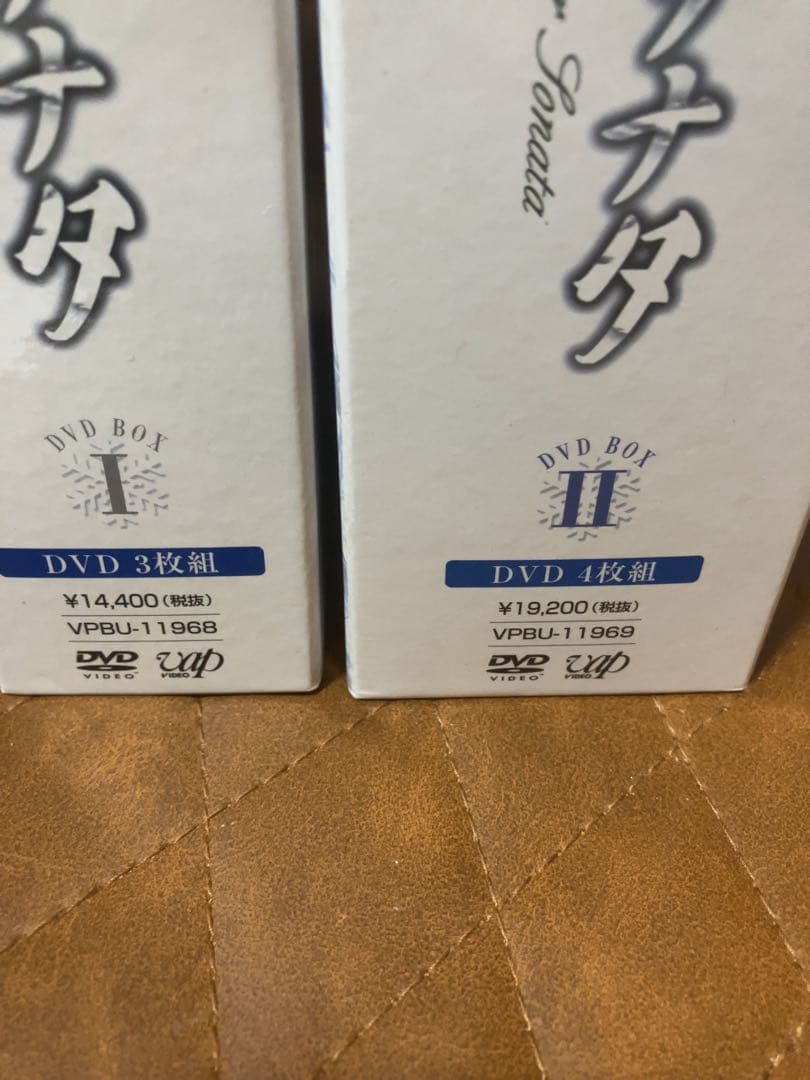 ナタ
DVD BOX
I
DVD 3枚組
¥14,400(税抜)
VPBU-11968
DVD
VIDEO
vap
VIDEO
ナタ
Sonata
DVD BOX
II
DVD 4枚組
¥19,200(税抜)
VPBU-11969
DVD
VIDEO
vap
VIDEO